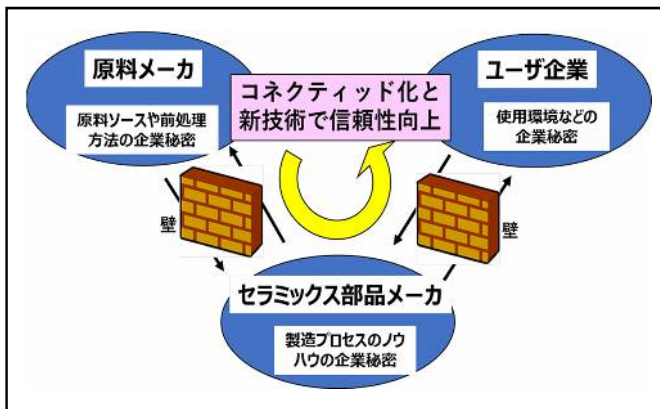 原料メーカ
原料ソースや前処理
方法の企業秘密
コネクティッド化と
新技術で信頼性向上
ユーザ企業
使用環境などの
企業秘密
壁
壁
セラミックス部品メーカ
製造プロセスのノウ
ハウの企業秘密